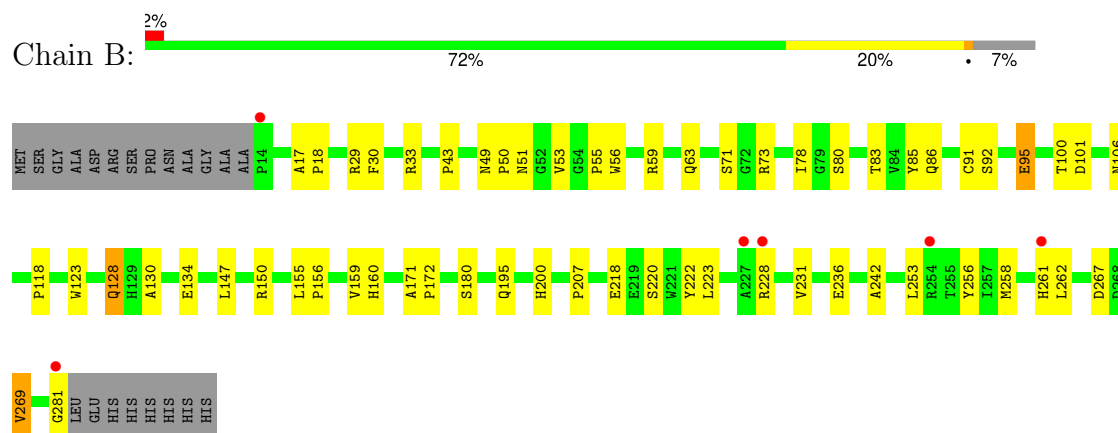 2%
Chain B:
72% 20% • 7%
MET SER GLY ALA ASP ARG SER PRO ASN ALA GLY ALA ALA P14 A17 P18 R29 F30 R33 P43 N49 P50 N51 G52 V53 G54 P55 W56 R59 Q63 S71 G72 R73 I78 G79 S80 T83 V84 Y85 Q86 C91 S92 E95 T100 D101
P118 W123 Q128 H129 A130 E134 L147 R150 L155 P156 V159 H160 A171 P172 S180 Q195 H200 P207 E218 E219 S220 W221 Y222 L223 A227 R228 V231 E236 A242 L253 R254 T255 Y256 I257 M258 H261 L262 D267 D268
V269 G281 LEU GLU HIS HIS HIS HIS HIS HIS